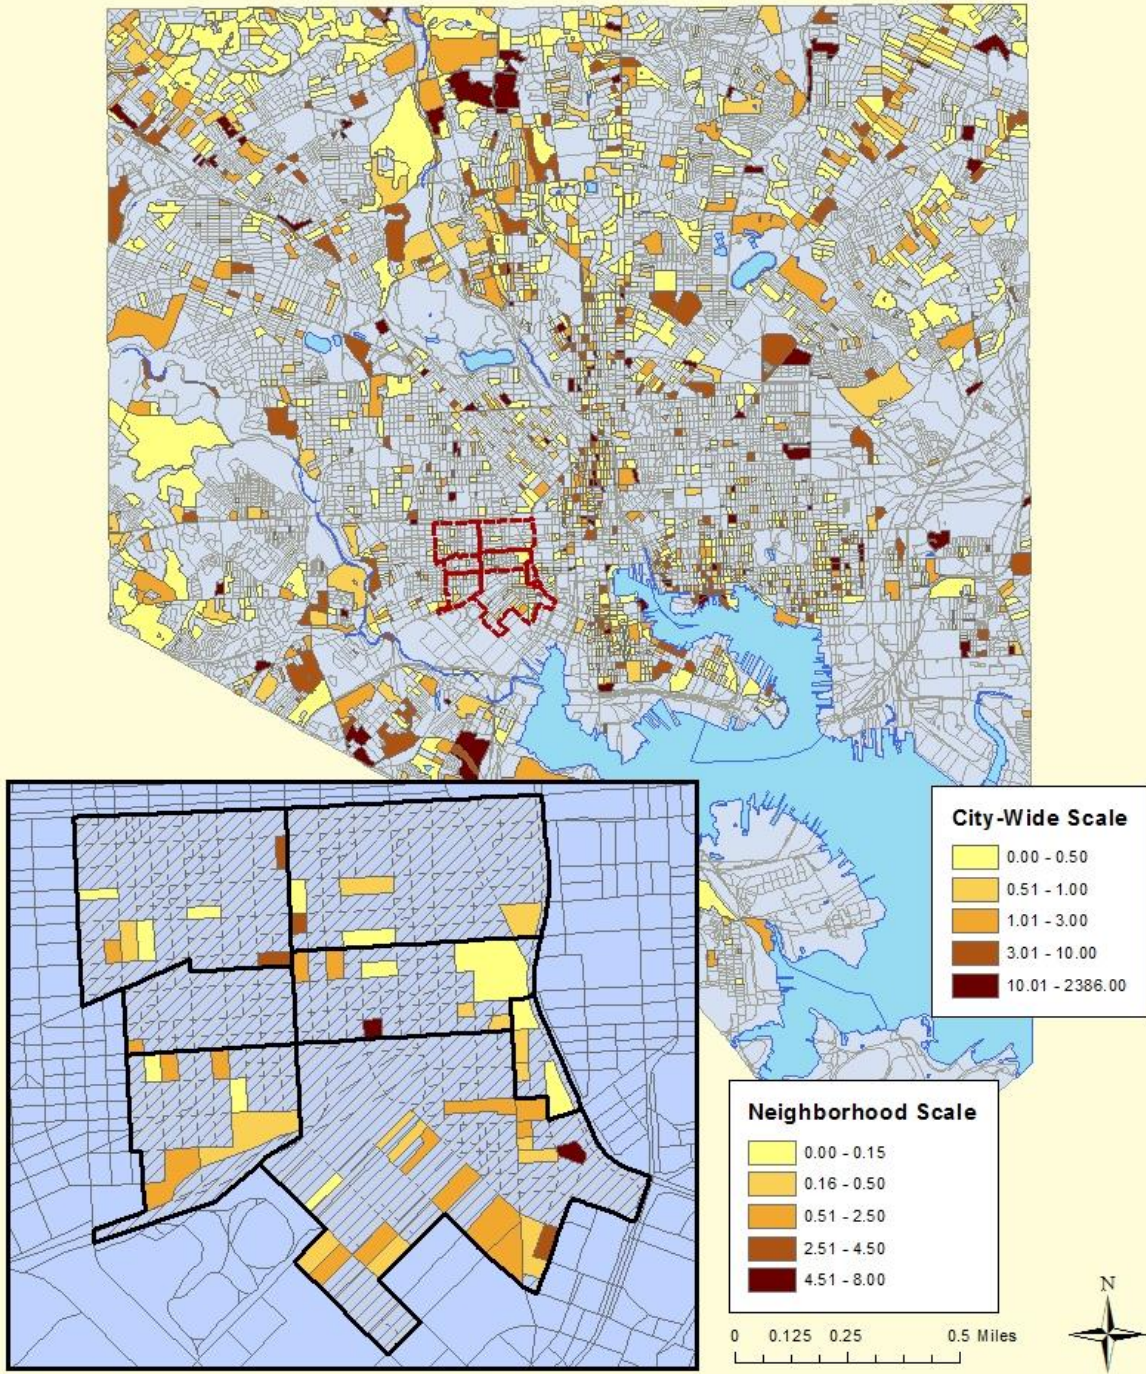 City-Wide Scale
0.00 - 0.50
0.51 - 1.00
1.01 - 3.00
3.01 - 10.00
10.01 - 2386.00
Neighborhood Scale
0.00 - 0.15
0.16 - 0.50
0.51 - 2.50
2.51 - 4.50
4.51 - 8.00
0 0.125 0.25 0.5 Miles
N